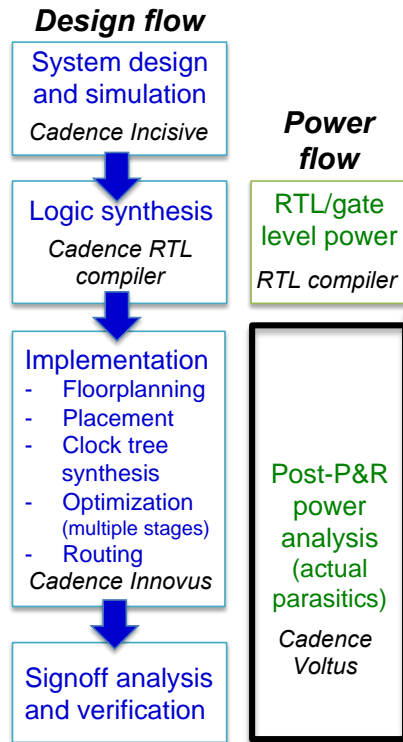 Design flow
System design
and simulation
Cadence Incisive
Logic synthesis
Cadence RTL
compiler
Implementation
- Floorplanning
- Placement
- Clock tree
synthesis
- Optimization
(multiple stages)
- Routing
Cadence Innovus
Signoff analysis
and verification
Power
flow
RTL/gate
level power
RTL compiler
Post-P&R
power
analysis
(actual
parasitics)
Cadence
Voltus